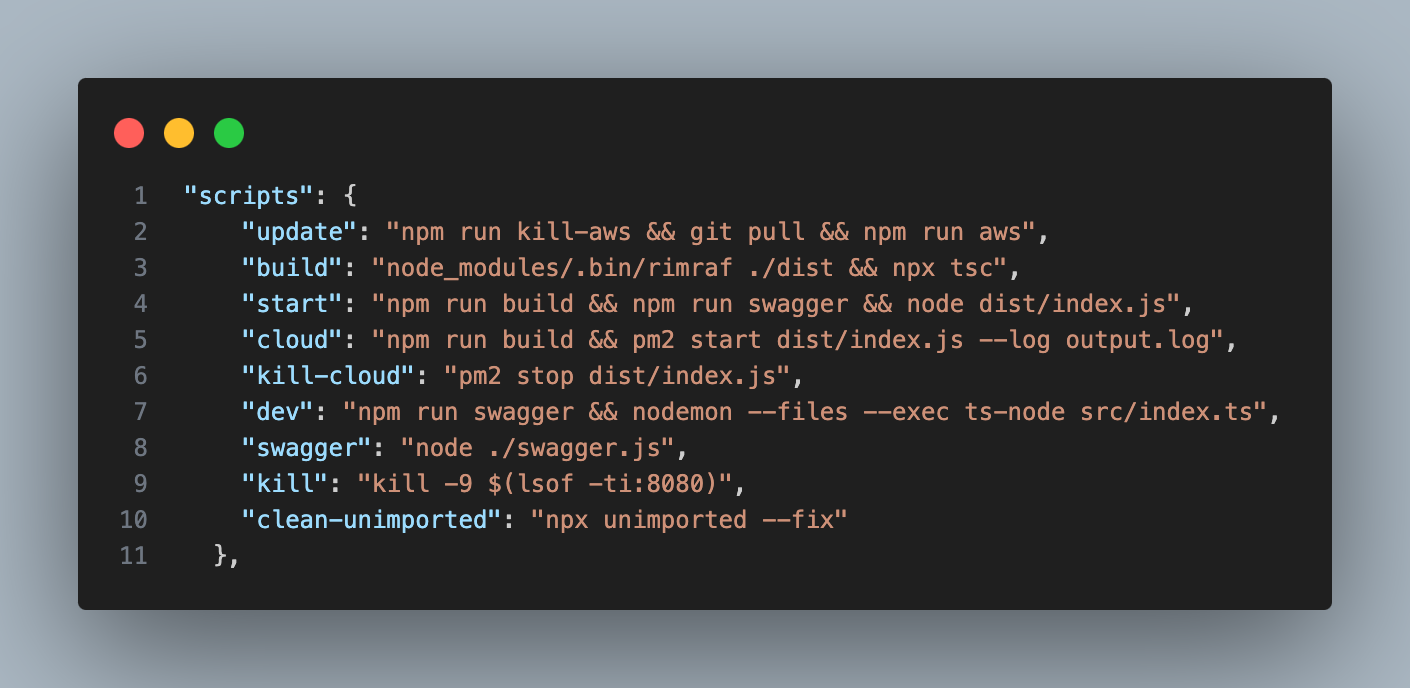 1 "scripts": {
2 "update": "npm run kill-aws && git pull && npm run aws",
3 "build": "node_modules/.bin/rimraf ./dist && npx tsc",
4 "start": "npm run build && npm run swagger && node dist/index.js",
5 "cloud": "npm run build && pm2 start dist/index.js --log output.log",
6 "kill-cloud": "pm2 stop dist/index.js",
7 "dev": "npm run swagger && nodemon --files --exec ts-node src/index.ts",
8 "swagger": "node ./swagger.js",
9 "kill": "kill -9 $(lsof -ti:8080)",
10 "clean-unimported": "npx unimported --fix"
11 },